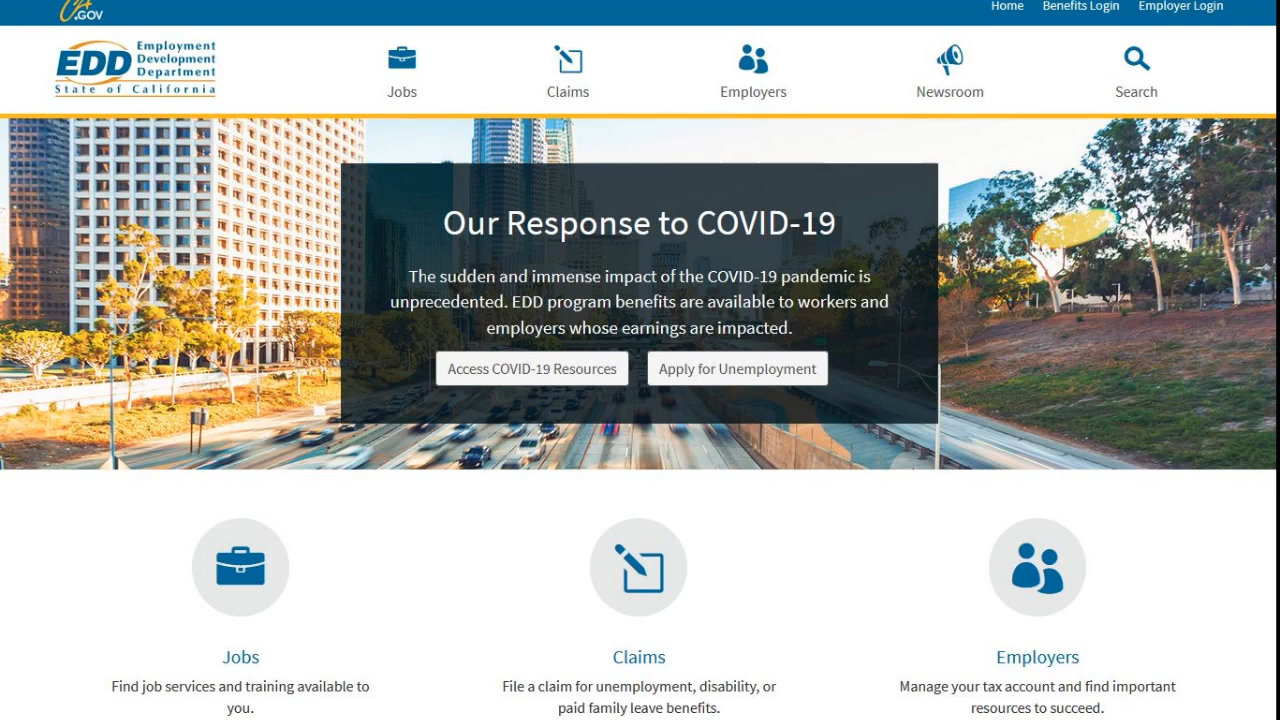 CA
.GOV
Home Benefits Login Employer Login
EDD
Employment
Development
Department
State of California
Jobs Claims Employers Newsroom Search
Our Response to COVID-19
The sudden and immense impact of the COVID-19 pandemic is
unprecedented. EDD program benefits are available to workers and
employers whose earnings are impacted.
Access COVID-19 Resources Apply for Unemployment
Jobs
Find job services and training available to
you.
Claims
File a claim for unemployment, disability, or
paid family leave benefits.
Employers
Manage your tax account and find important
resources to succeed.